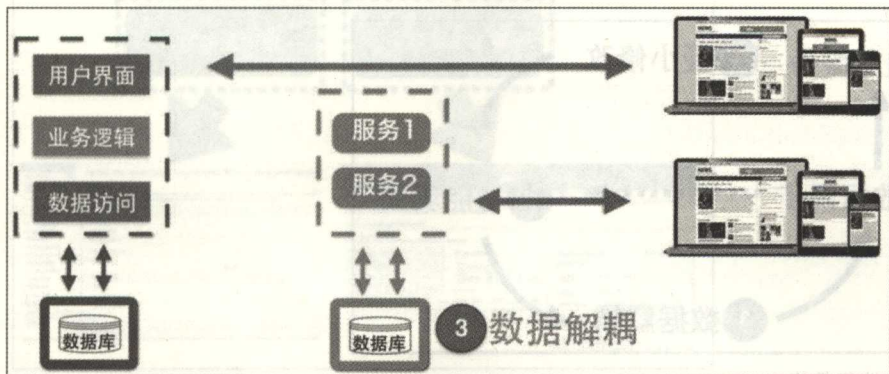 用户界面
业务逻辑
数据访问
数据库
服务1
服务2
数据库
3 数据解耦